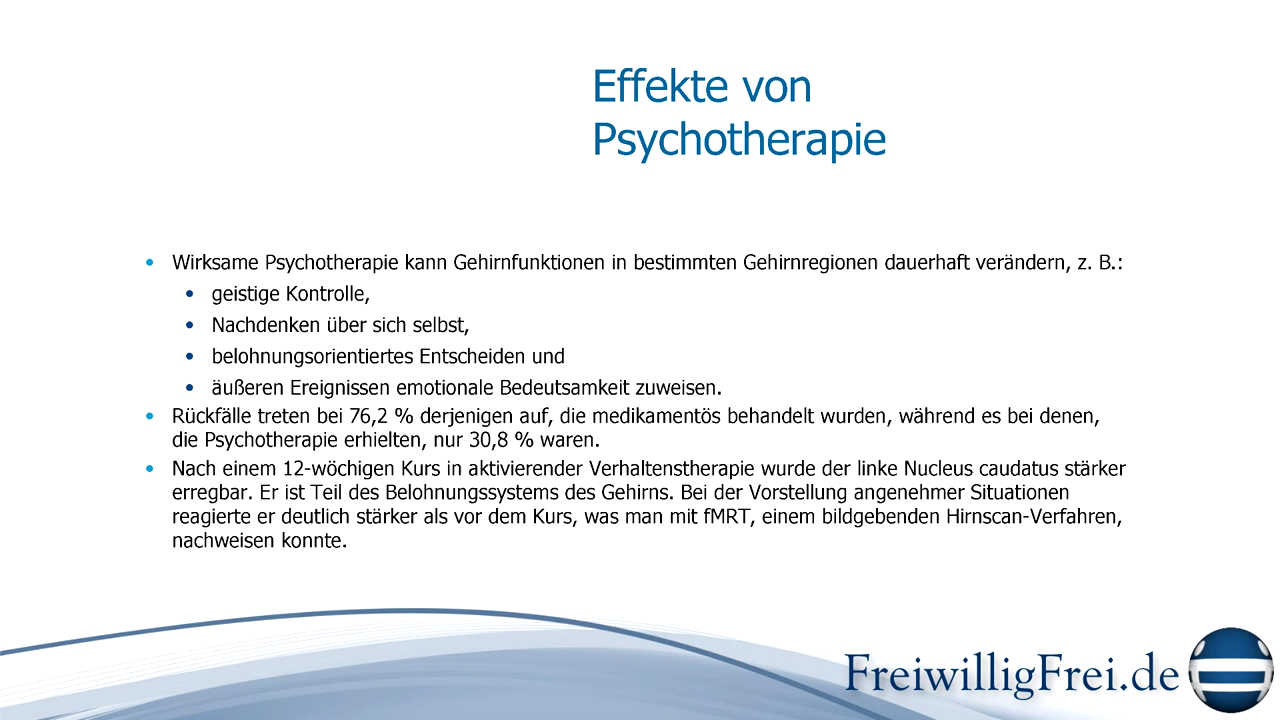 Effekte von
Psychotherapie
• Wirksame Psychotherapie kann Gehirnfunktionen in bestimmten Gehirnregionen dauerhaft verändern, z. B.:
• geistige Kontrolle,
• Nachdenken über sich selbst,
• belohnungsorientiertes Entscheiden und
• äußeren Ereignissen emotionale Bedeutsamkeit zuweisen.
• Rückfälle treten bei 76,2 % derjenigen auf, die medikamentös behandelt wurden, während es bei denen,
die Psychotherapie erhielten, nur 30,8 % waren.
• Nach einem 12-wöchigen Kurs in aktivierender Verhaltenstherapie wurde der linke Nucleus caudatus stärker
erregbar. Er ist Teil des Belohnungssystems des Gehirns. Bei der Vorstellung angenehmer Situationen
reagierte er deutlich stärker als vor dem Kurs, was man mit fMRT, einem bildgebenden Hirnscan-Verfahren,
nachweisen konnte.
FreiwilligFrei.de